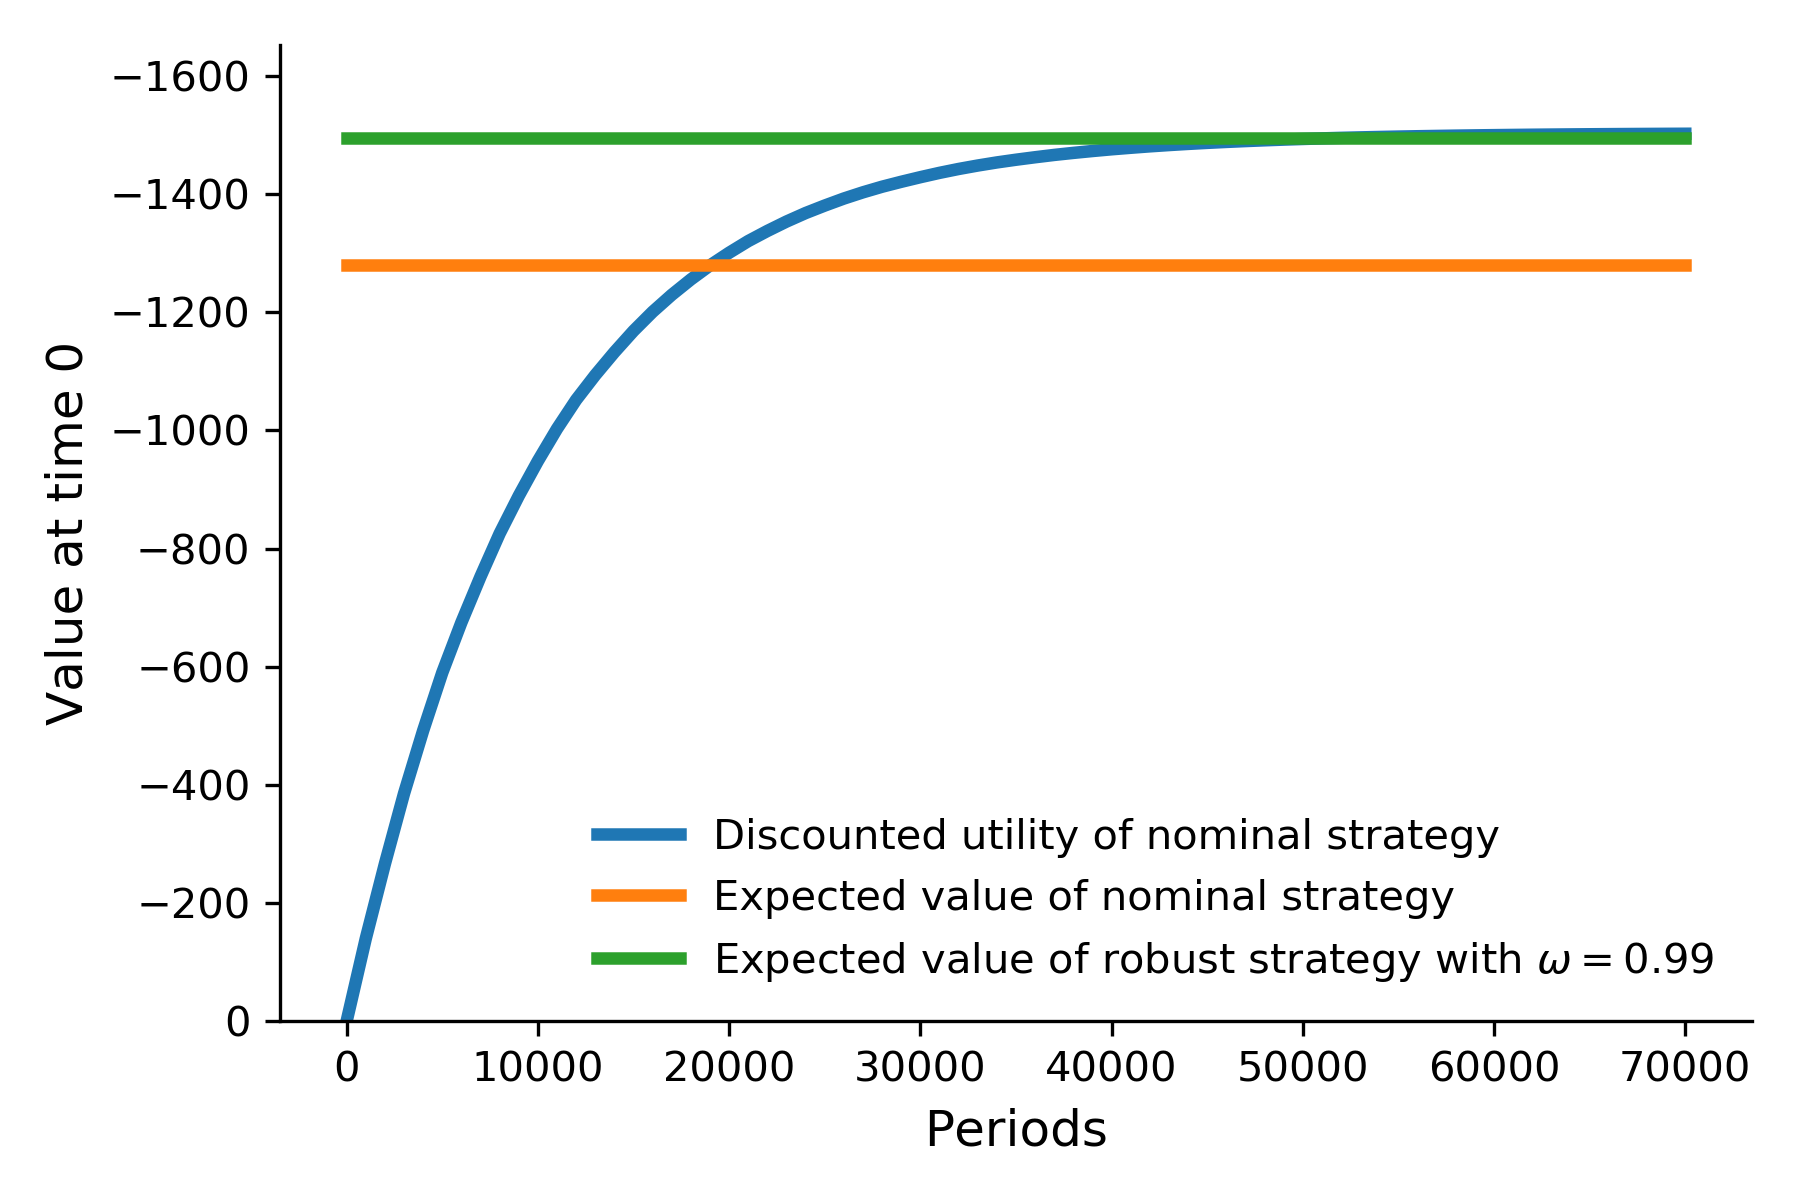 −1600
−1400
−1200
−1000
−800
−600
−400
−200
0
Value at time 0
Discounted utility of nominal strategy
Expected value of nominal strategy
Expected value of robust strategy with ω = 0.99
0 10000 20000 30000 40000 50000 60000 70000
Periods